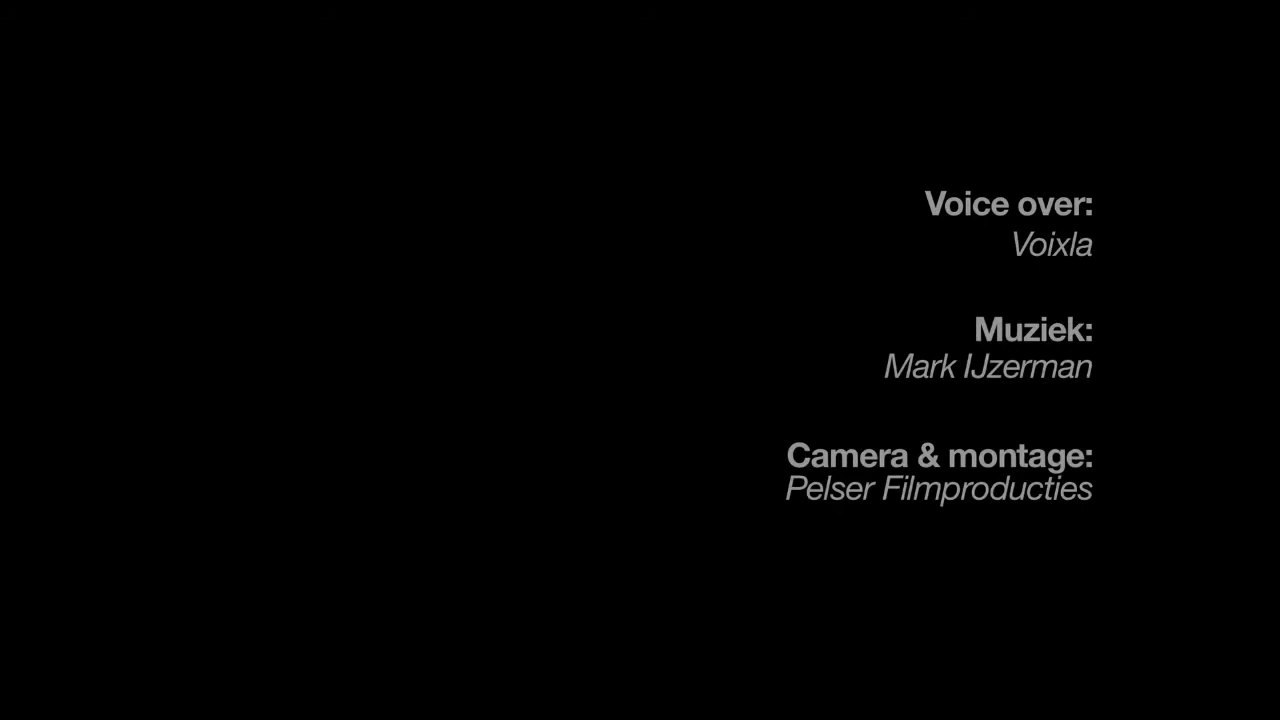 Voice over:
Voixla
Muziek:
Mark IJzerman
Camera & montage:
Pelser Filmproducties